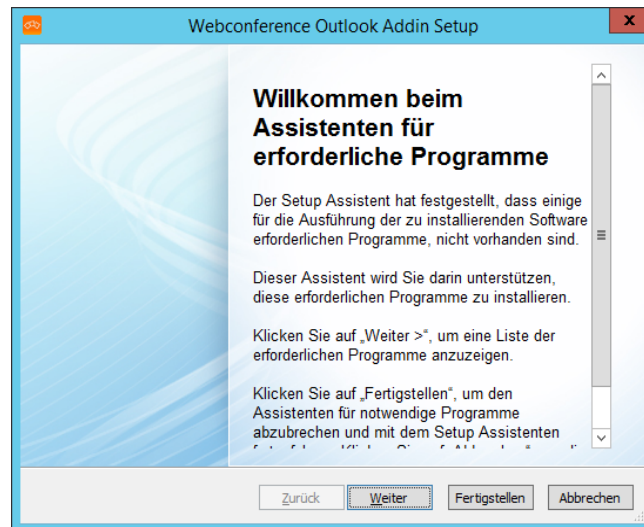 Webconference Outlook Addin Setup
x
Willkommen beim
Assistenten für
erforderliche Programme
Der Setup Assistent hat festgestellt, dass einige
für die Ausführung der zu installierenden Software
erforderlichen Programme, nicht vorhanden sind.
Dieser Assistent wird Sie darin unterstützen,
diese erforderlichen Programme zu installieren.
Klicken Sie auf „Weiter >“, um eine Liste der
erforderlichen Programme anzuzeigen.
Klicken Sie auf „Fertigstellen“, um den
Assistenten für notwendige Programme
abzubrechen und mit dem Setup Assistenten
Zurück Weiter Fertigstellen Abbrechen